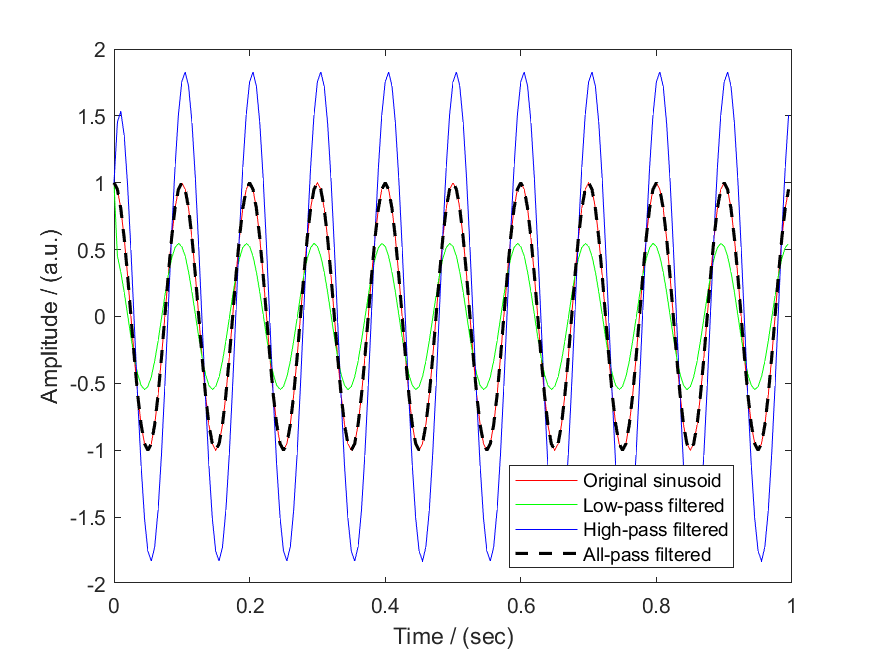 2
1.5
1
0.5
0
-0.5
-1
-1.5
-2
Amplitude / (a.u.)
0
0.2
0.4
0.6
0.8
1
Time / (sec)
Original sinusoid
Low-pass filtered
High-pass filtered
All-pass filtered